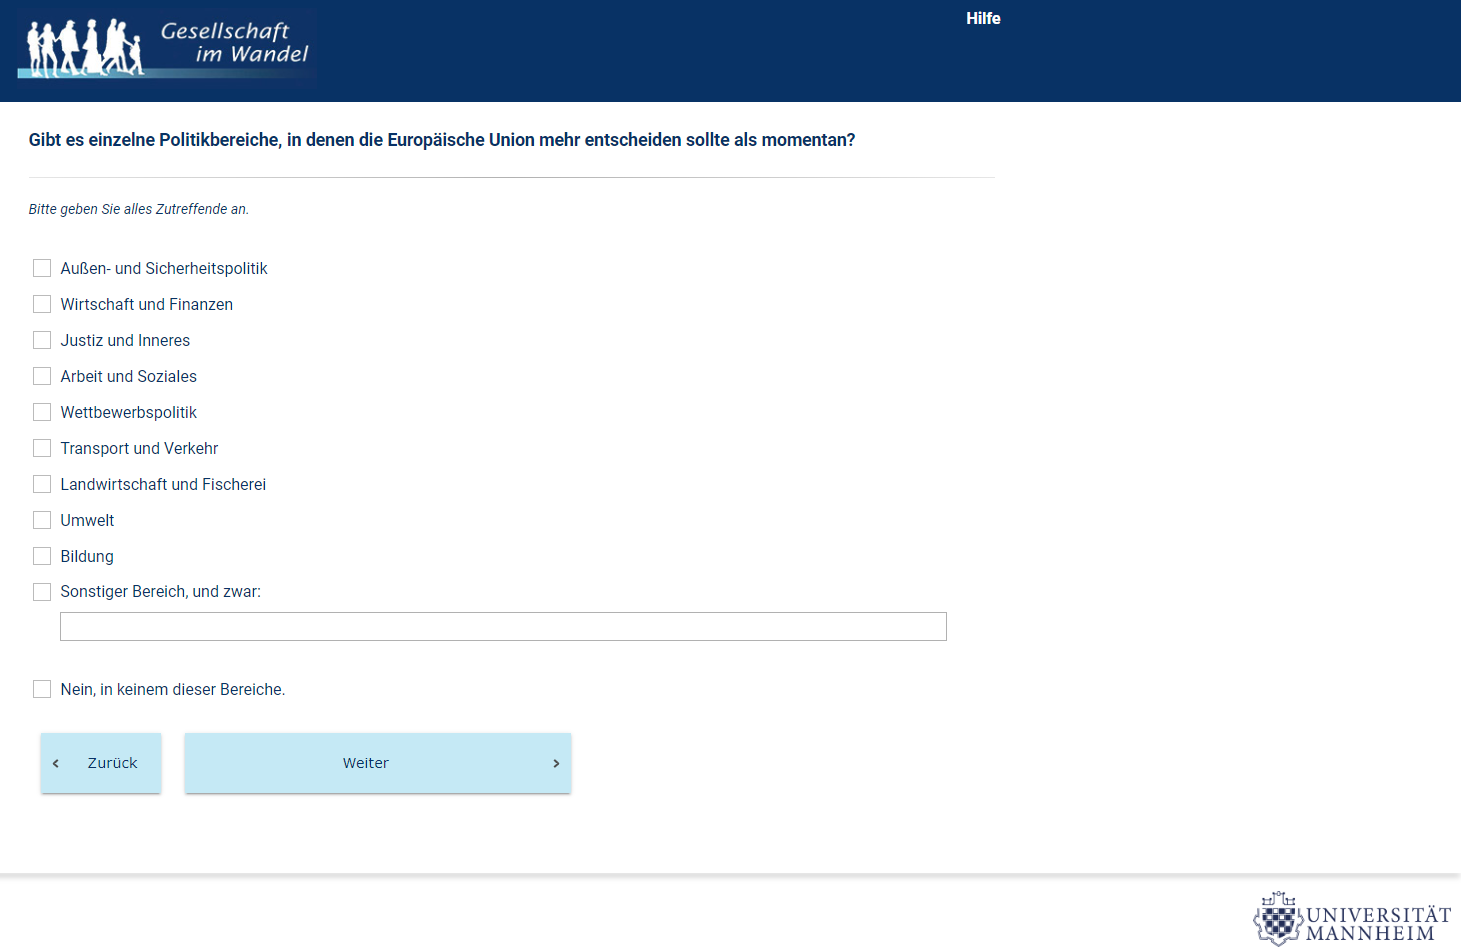 Gesellschaft
im Wandel
Hilfe
Gibt es einzelne Politikbereiche, in denen die Europäische Union mehr entscheiden sollte als momentan?
Bitte geben Sie alles Zutreffende an.
Außen- und Sicherheitspolitik
Wirtschaft und Finanzen
Justiz und Inneres
Arbeit und Soziales
Wettbewerbspolitik
Transport und Verkehr
Landwirtschaft und Fischerei
Umwelt
Bildung
Sonstiger Bereich, und zwar:
Nein, in keinem dieser Bereiche.
Zurück
Weiter
UNIVERSITÄT
MANNHEIM